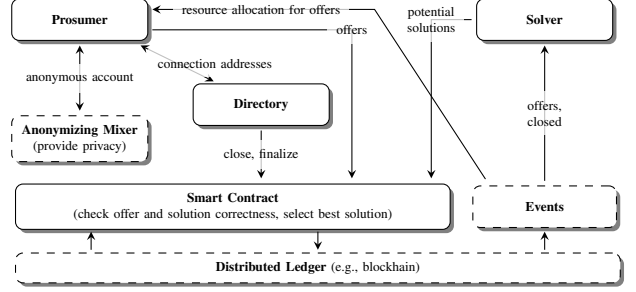 Prosumer
resource allocation for offers
potential
solutions
Solver
offers
anonymous account
connection addresses
Directory
offers,
closed
Anonymizing Mixer
(provide privacy)
close, finalize
Smart Contract
(check offer and solution correctness, select best solution)
Events
Distributed Ledger (e.g., blockhain)